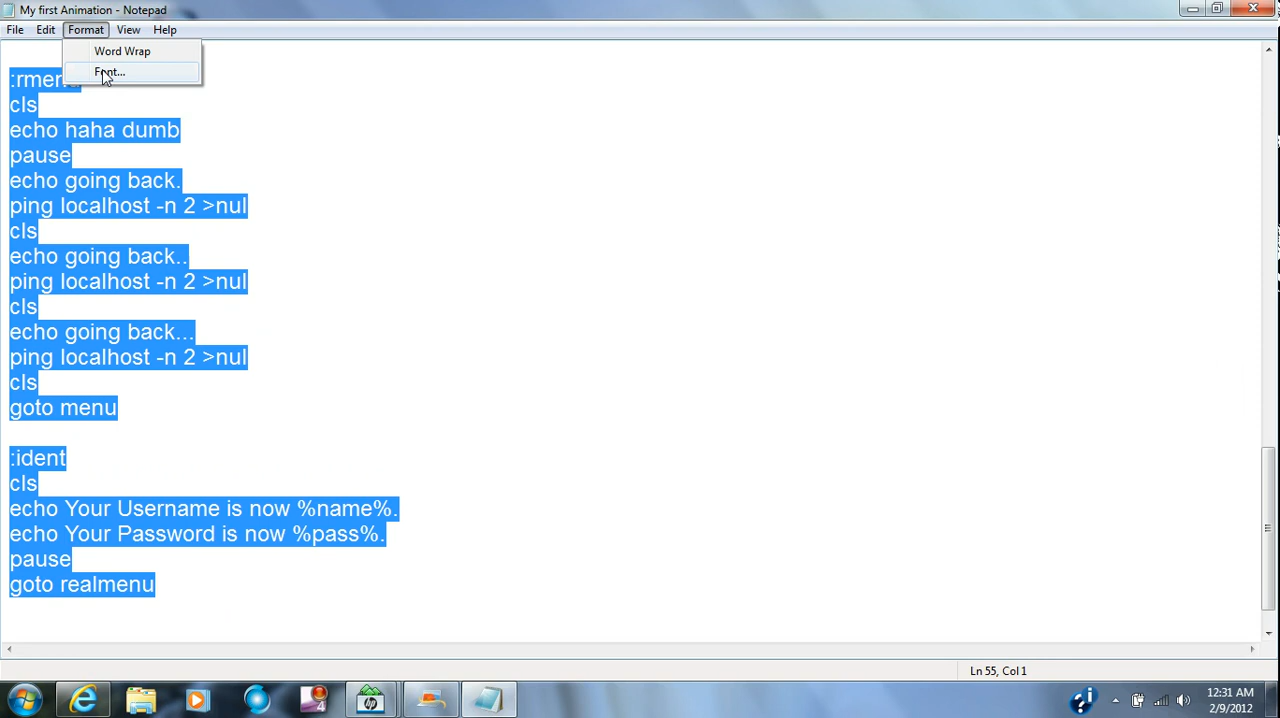 My first Animation - Notepad
File Edit Format View Help
Word Wrap
Font...
cls
echo haha dumb
pause
echo going back.
ping localhost -n 2 >nul
cls
echo going back..
ping localhost -n 2 >nul
cls
echo going back...
ping localhost -n 2 >nul
cls
goto menu
:ident
cls
echo Your Username is now %name%.
echo Your Password is now %pass%.
pause
goto realmenu
Ln 55, Col 1
12:31 AM
2/9/2012